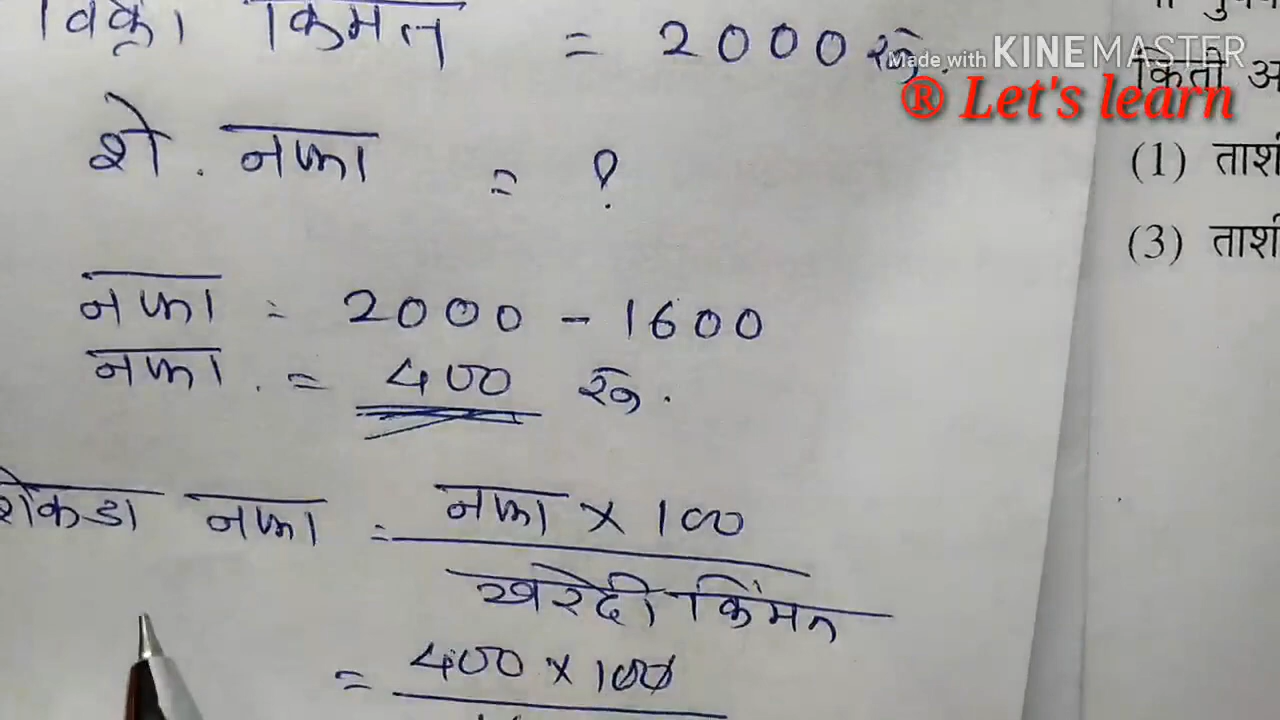 विक्री किंमत = 2000 रु.
Made with KINEMASTER
® Let's learn
शे. नफा = ?
नफा = 2000 - 1600
नफा. = 400 रु.
शेकडा नफा = नफा × 100
खरेदी किंमत
= 400 × 100
किती
(1)
(3)